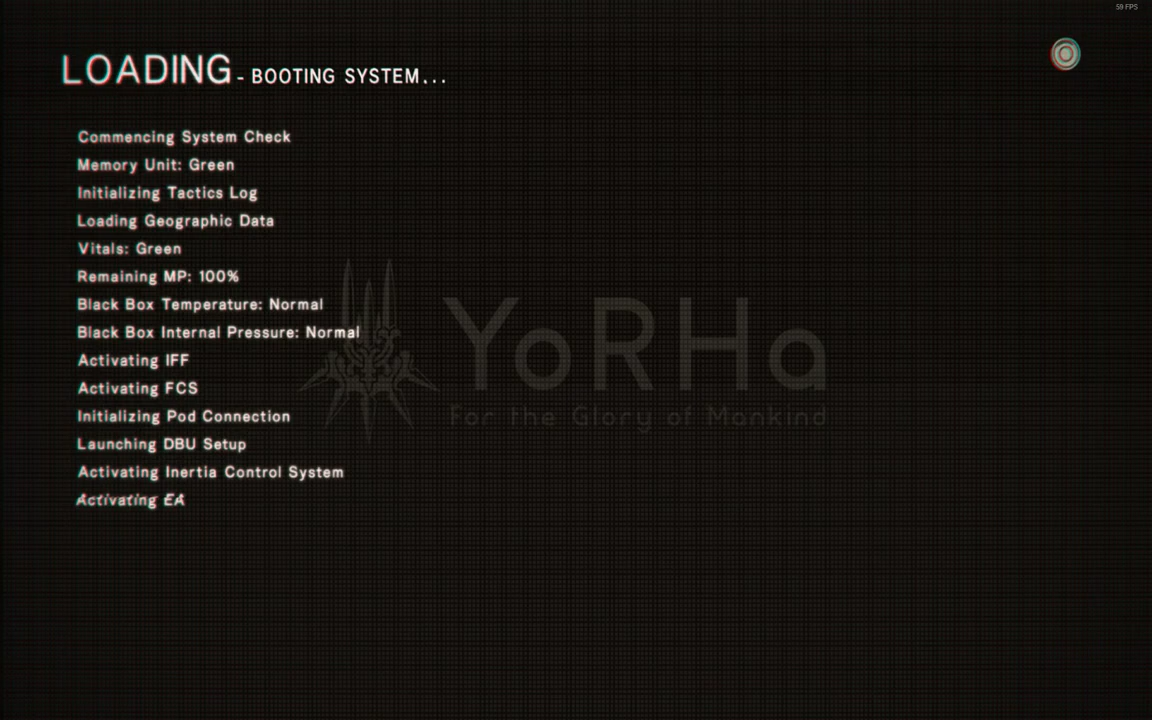 59 FPS
LOADING - BOOTING SYSTEM...
Commencing System Check
Memory Unit: Green
Initializing Tactics Log
Loading Geographic Data
Vitals: Green
Remaining MP: 100%
Black Box Temperature: Normal
Black Box Internal Pressure: Normal
Activating IFF
Activating FCS
Initializing Pod Connection
Launching DBU Setup
Activating Inertia Control System
Activating EA
YoRHa
For the Glory of Mankind